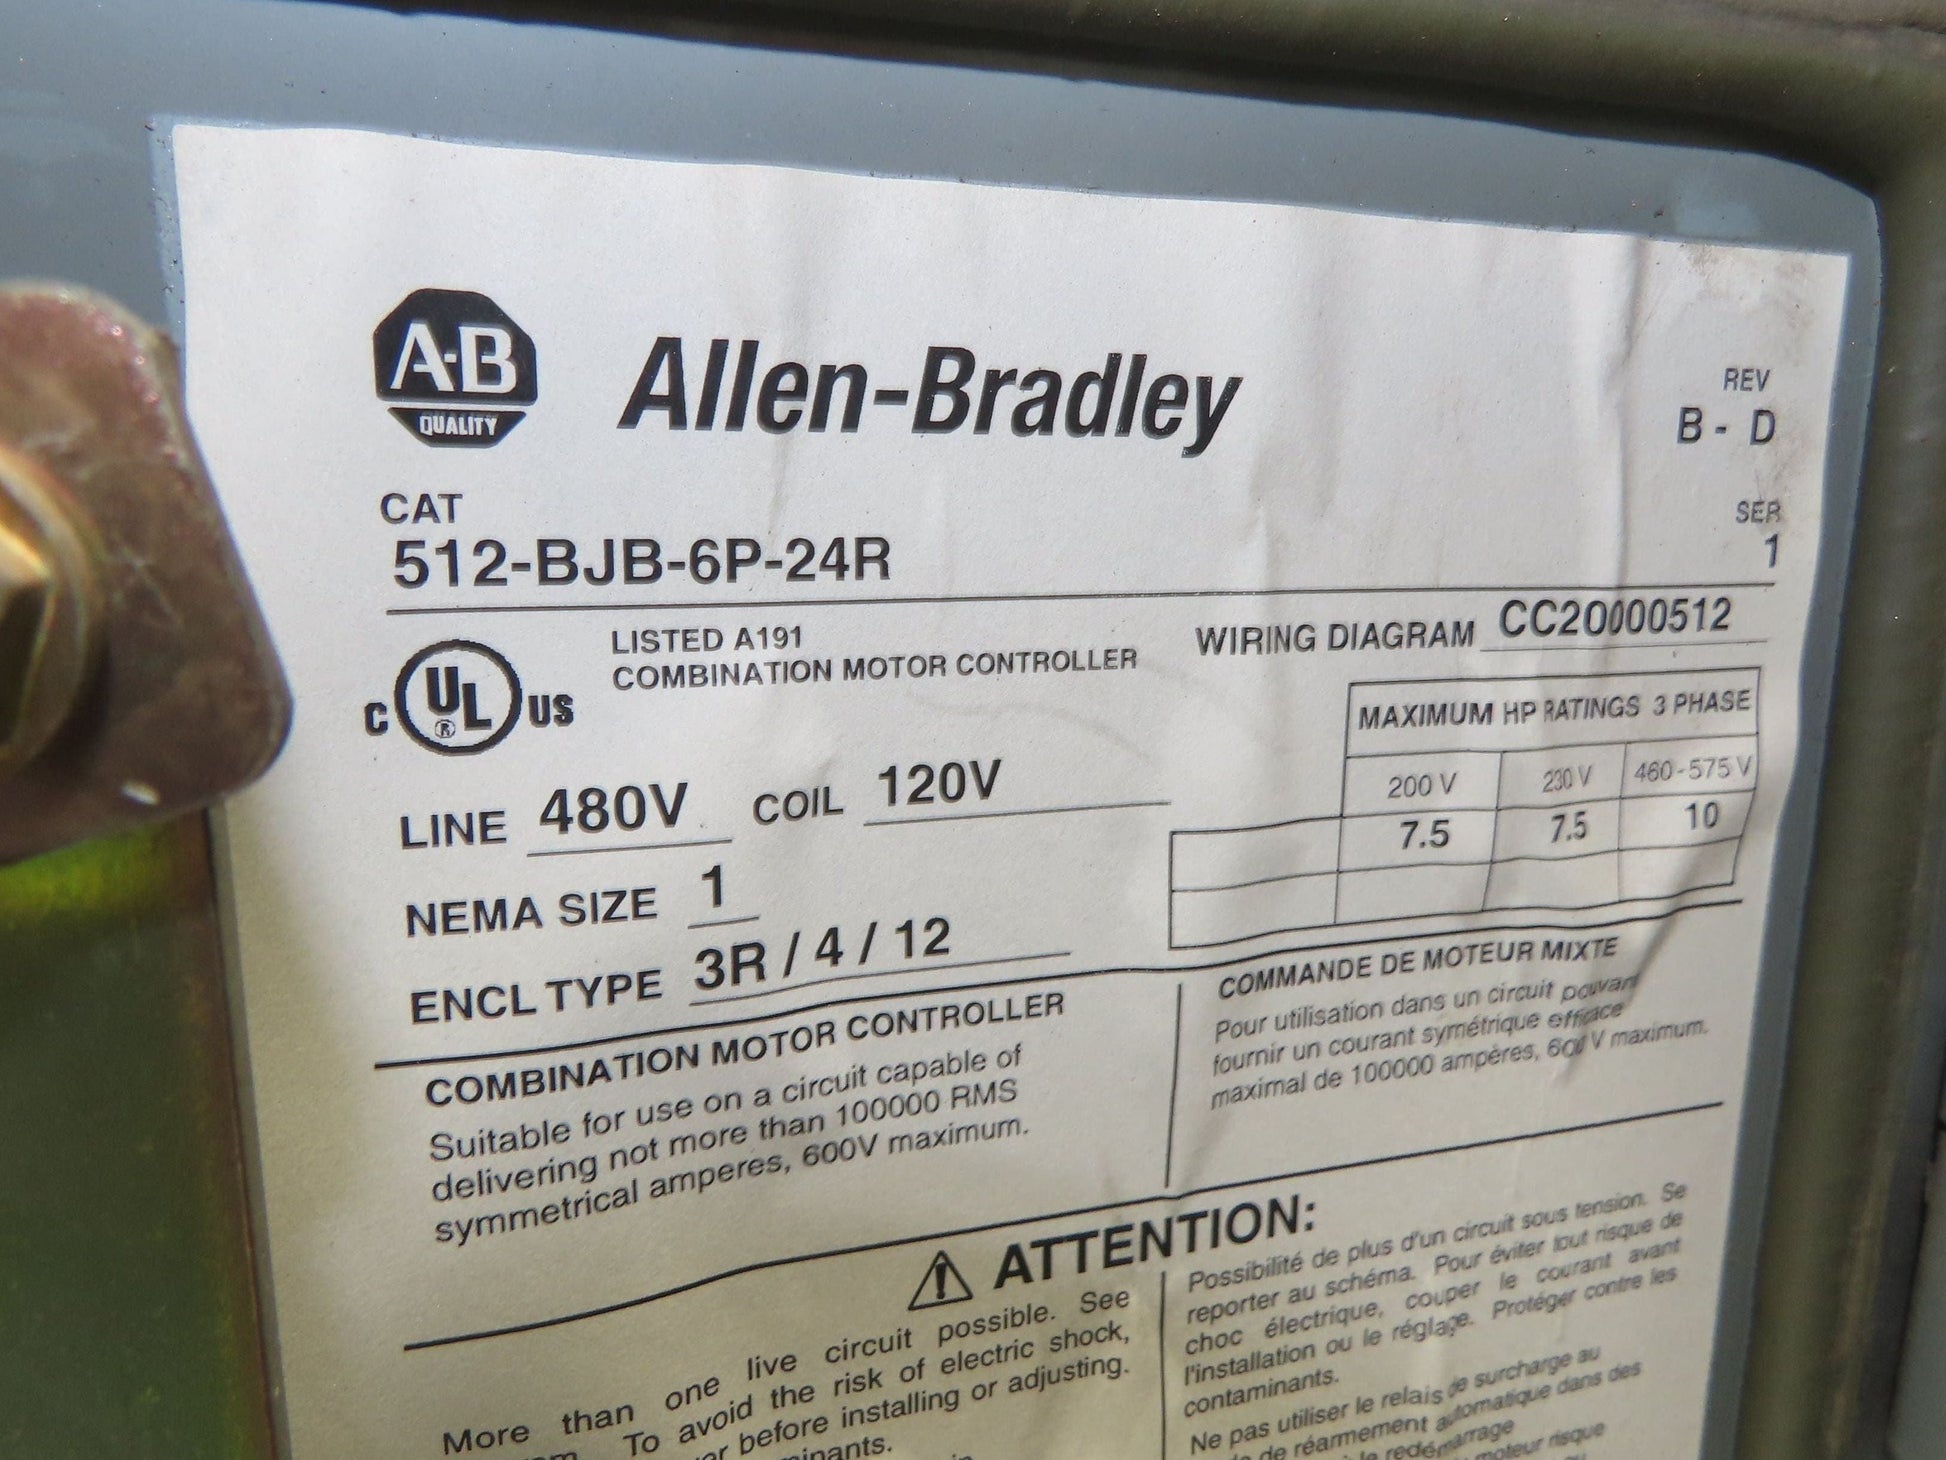 A-B
QUALITY
Allen-Bradley
REV
B - D
CAT
512-BJB-6P-24R
SER
1
C UL ® US
LISTED A191
COMBINATION MOTOR CONTROLLER
WIRING DIAGRAM CC20000512
MAXIMUM HP RATINGS 3 PHASE
200 V 230 V 460-575 V
7.5 7.5 10
LINE 480V COIL 120V
NEMA SIZE 1
ENCL TYPE 3R / 4 / 12
COMBINATION MOTOR CONTROLLER
Suitable for use on a circuit capable of
delivering not more than 100000 RMS
symmetrical amperes, 600V maximum.
COMMANDE DE MOTEUR MIXTE
Pour utilisation dans un circuit pouvan
fournir un courant symétrique efficace
maximal de 100000 ampères, 600 V maximum.
ATTENTION:
More than one live circuit possible. See
To avoid the risk of electric shock,
before installing or adjusting.
Possibilité de plus d'un circuit sous tension. Se
reporter au schéma. Pour éviter tout risque de
choc électrique, couper le courant avant
l'installation ou le réglage. Protéger contre les
contaminants.
Ne pas utiliser le relais de surcharge au
de réarmement automatique dans des
le redémarrage
moteur risque